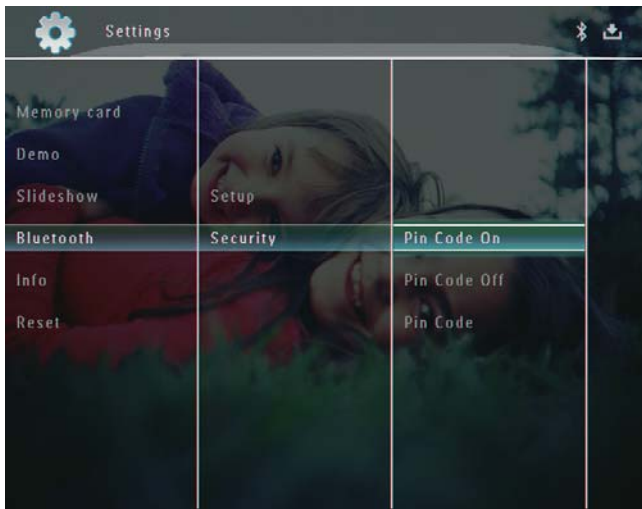 Settings
Memory card
Demo
Slideshow
Bluetooth
Info
Reset
Setup
Security
Pin Code On
Pin Code Off
Pin Code